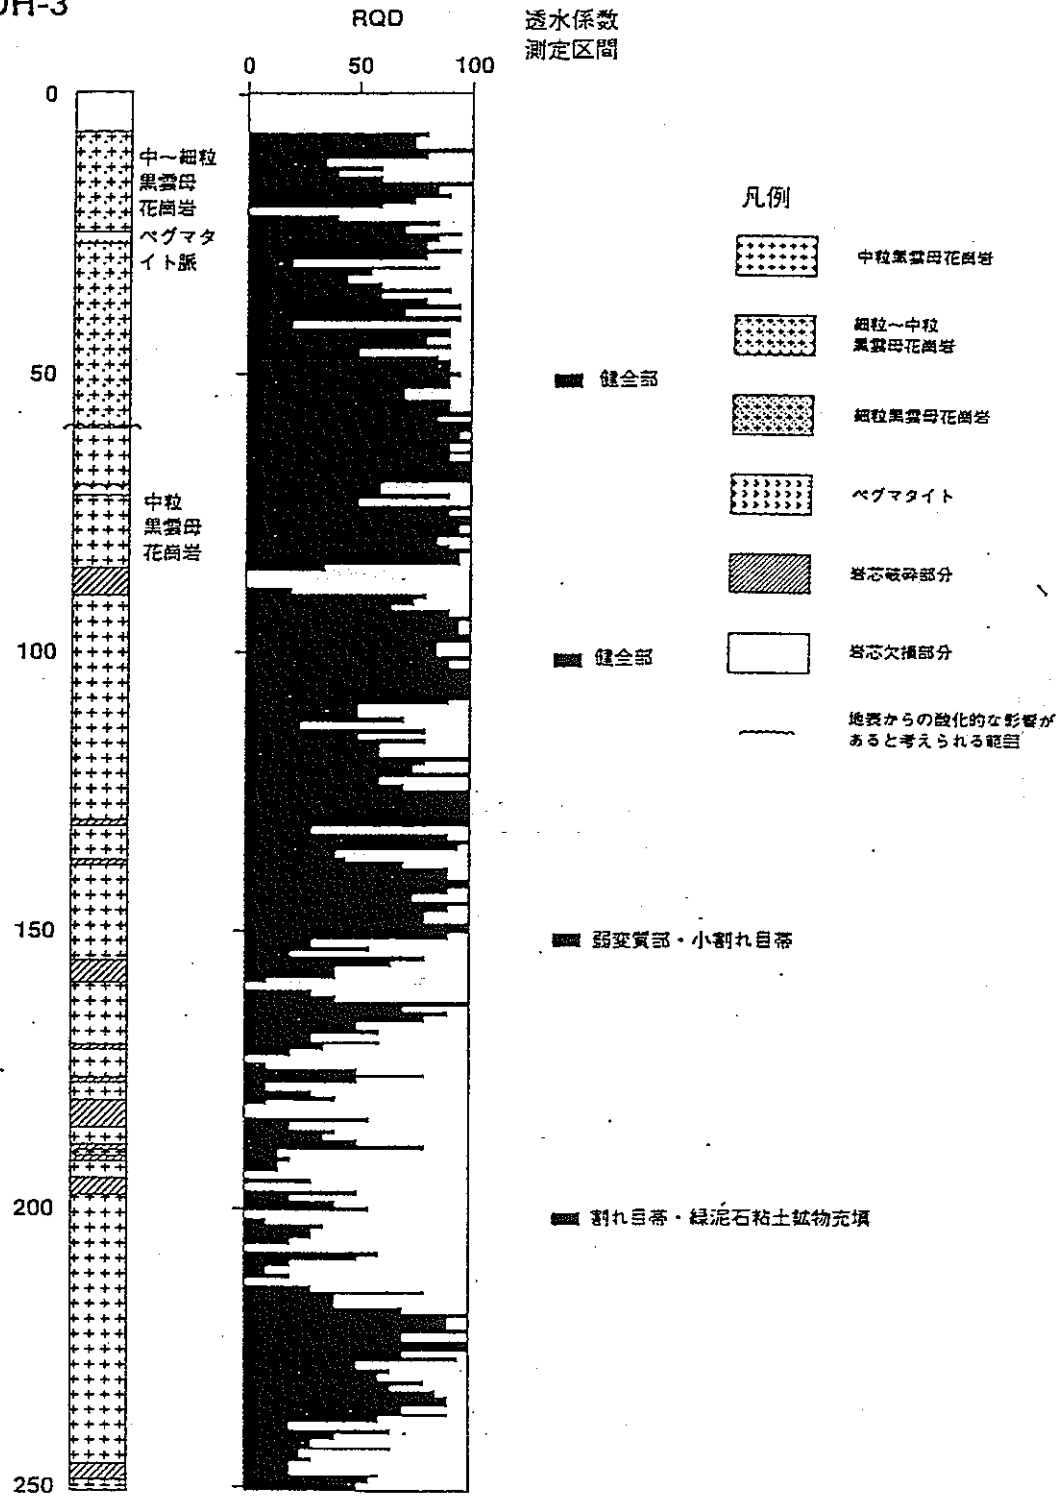 JH-3
RQD
透水係数
測定区間
0
50
100
0
50
100
150
200
250
中～細粒
黒雲母
花崗岩
ペグマタ
イト脈
中粒
黒雲母
花崗岩
健全部
健全部
弱変質部・小割れ目帯
割れ目帯・緑泥石粘土鉱物充填
凡例
中粒黒雲母花崗岩
細粒～中粒
黒雲母花崗岩
細粒黒雲母花崗岩
ペグマタイト
岩芯破砕部分
岩芯欠損部分
地表からの酸化的な影響が
あると考えられる範囲